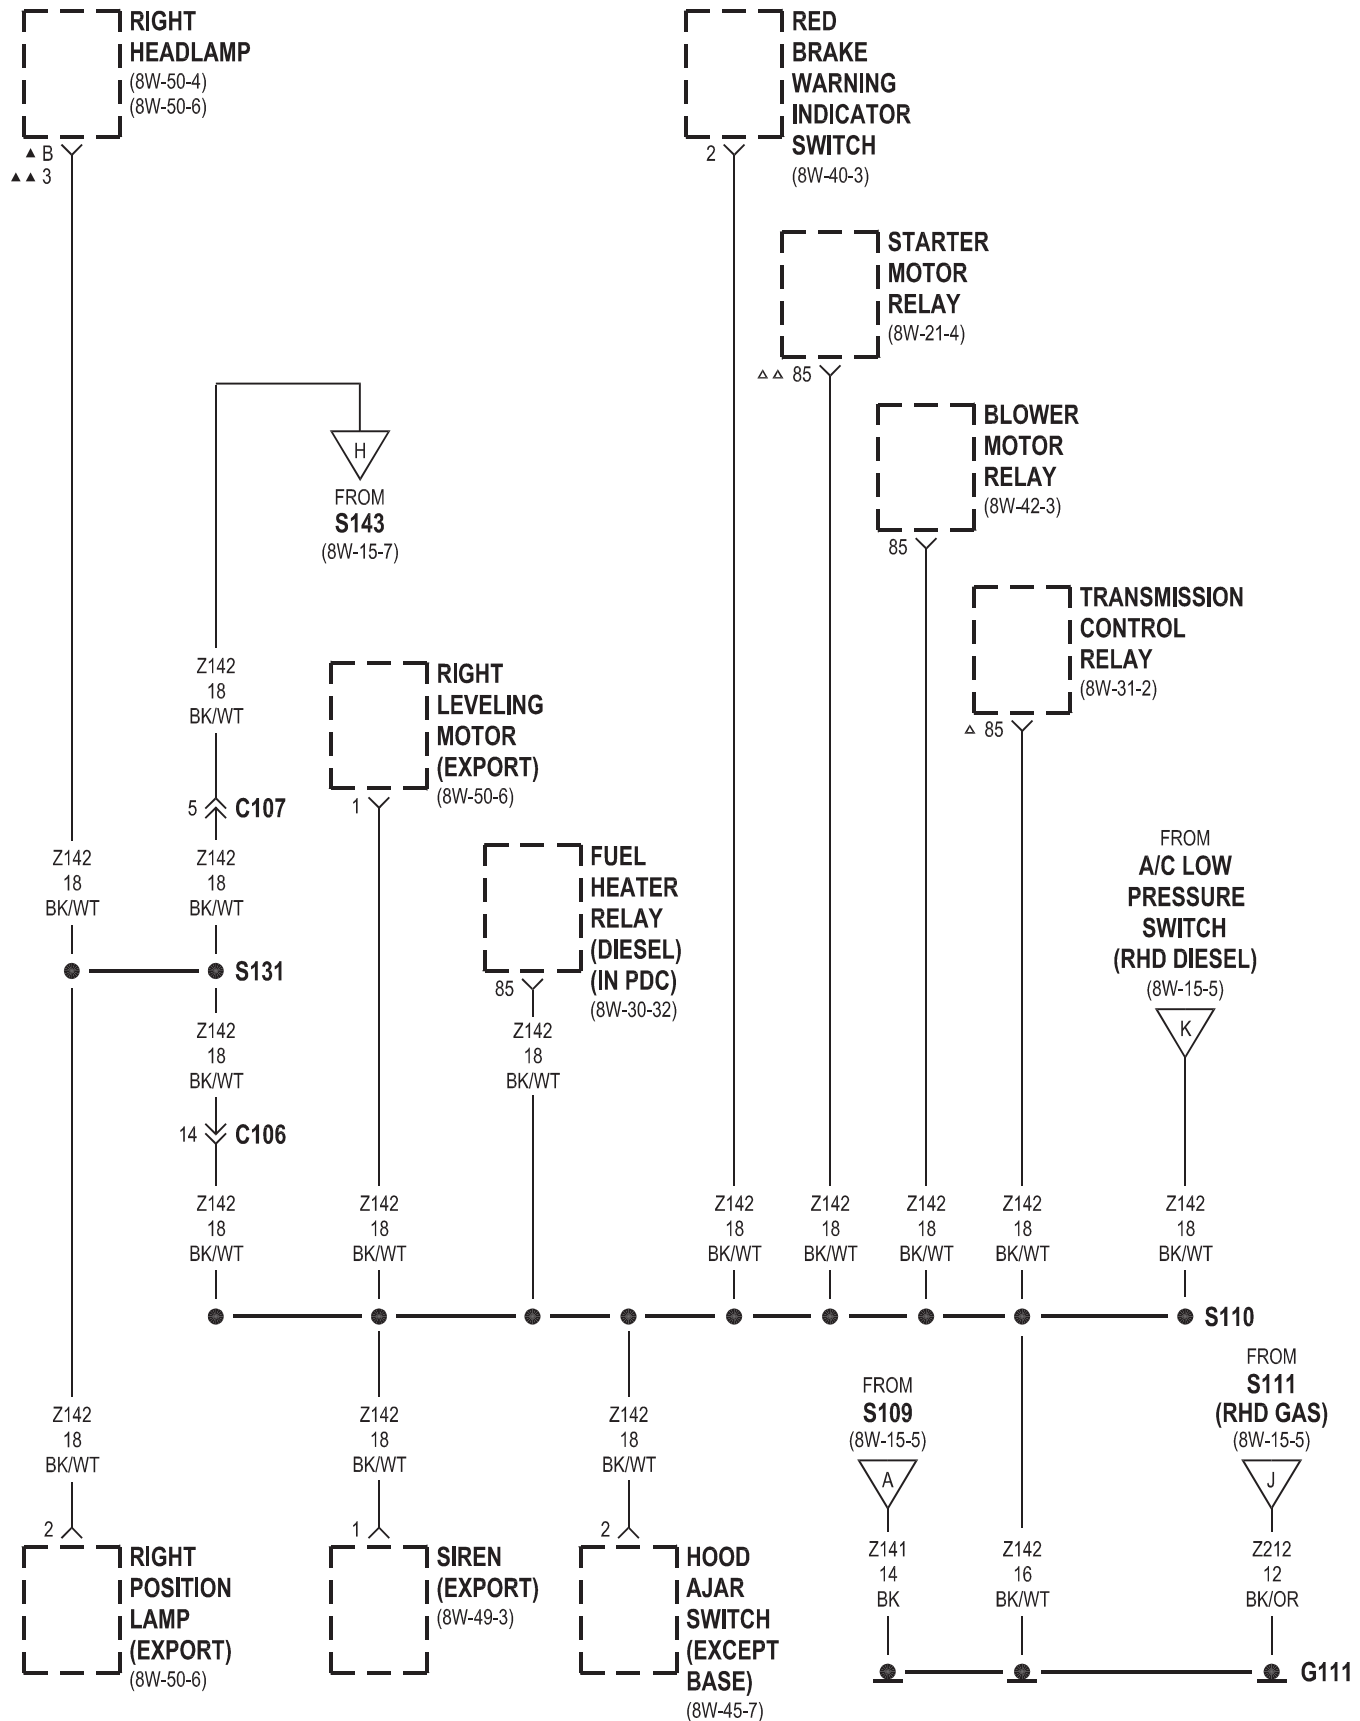 RIGHT
HEADLAMP
(8W-50-4)
(8W-50-6)
▲ B
▲▲ 3
RED
BRAKE
WARNING
INDICATOR
SWITCH
(8W-40-3)
2
STARTER
MOTOR
RELAY
(8W-21-4)
△△ 85
BLOWER
MOTOR
RELAY
(8W-42-3)
85
H
FROM
S143
(8W-15-7)
TRANSMISSION
CONTROL
RELAY
(8W-31-2)
△ 85
Z142
18
BK/WT
RIGHT
LEVELING
MOTOR
(EXPORT)
(8W-50-6)
1
5 C107
Z142
18
BK/WT
Z142
18
BK/WT
FUEL
HEATER
RELAY
(DIESEL)
(IN PDC)
(8W-30-32)
85
Z142
18
BK/WT
FROM
A/C LOW
PRESSURE
SWITCH
(RHD DIESEL)
(8W-15-5)
K
S131
Z142
18
BK/WT
14 C106
Z142
18
BK/WT
Z142
18
BK/WT
Z142
18
BK/WT
Z142
18
BK/WT
Z142
18
BK/WT
Z142
18
BK/WT
Z142
18
BK/WT
S110
FROM
S109
(8W-15-5)
A
FROM
S111
(RHD GAS)
(8W-15-5)
J
Z142
18
BK/WT
Z142
18
BK/WT
Z142
18
BK/WT
2
RIGHT
POSITION
LAMP
(EXPORT)
(8W-50-6)
1
SIREN
(EXPORT)
(8W-49-3)
2
HOOD
AJAR
SWITCH
(EXCEPT
BASE)
(8W-45-7)
Z141
14
BK
Z142
16
BK/WT
Z212
12
BK/OR
G111